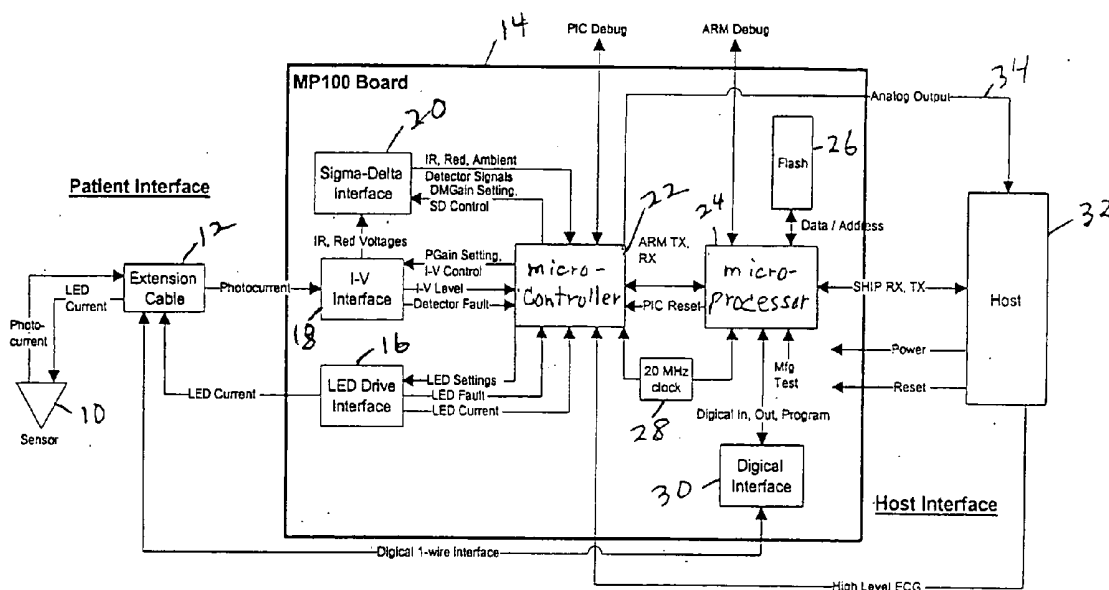 14
PIC Debug
ARM Debug
MP100 Board
34
Analog Output
20
26
Flash
Sigma-Delta
Interface
IR, Red, Ambient
Detector Signals
DMGain Setting,
SD Control
Patient Interface
22
24
32
Data / Address
12
IR, Red Voltages
ARM TX,
RX
Extension
Cable
LED
Current
Photocurrent
I-V
Interface
18
PGain Setting,
I-V Control
I-V Level
Detector Fault
micro-
Controller
PIC Reset
micro-
processor
SHIP RX, TX
Host
Photo-
current
16
Power
10
Sensor
LED Current
LED Drive
Interface
LED Settings
LED Fault
LED Current
20 MHz
clock
28
Mfg
Test
Reset
Digical In, Out, Program
30
Digical
Interface
Host Interface
Digical 1-wire Interface
High Level ECG